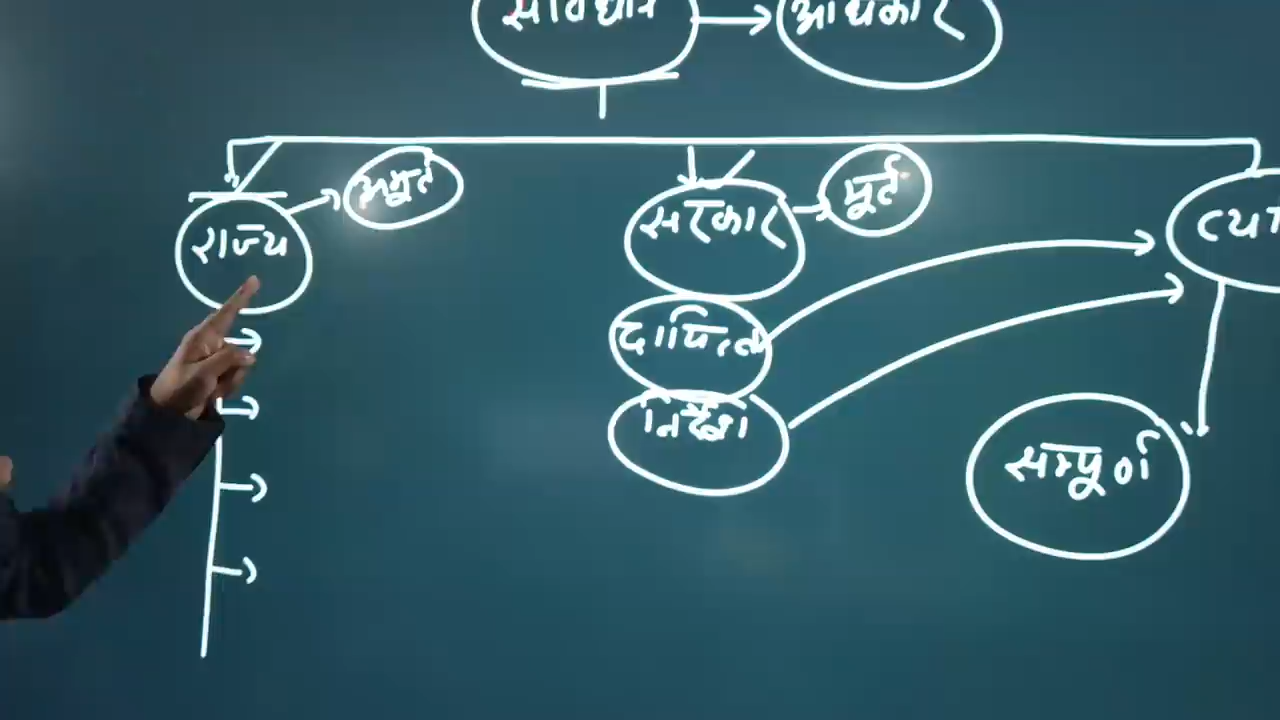 संविधान → अधिकार
राज्य → अमूर्त
सरकार → मूर्त
दायित्व
निर्देश
सम्पूर्ण